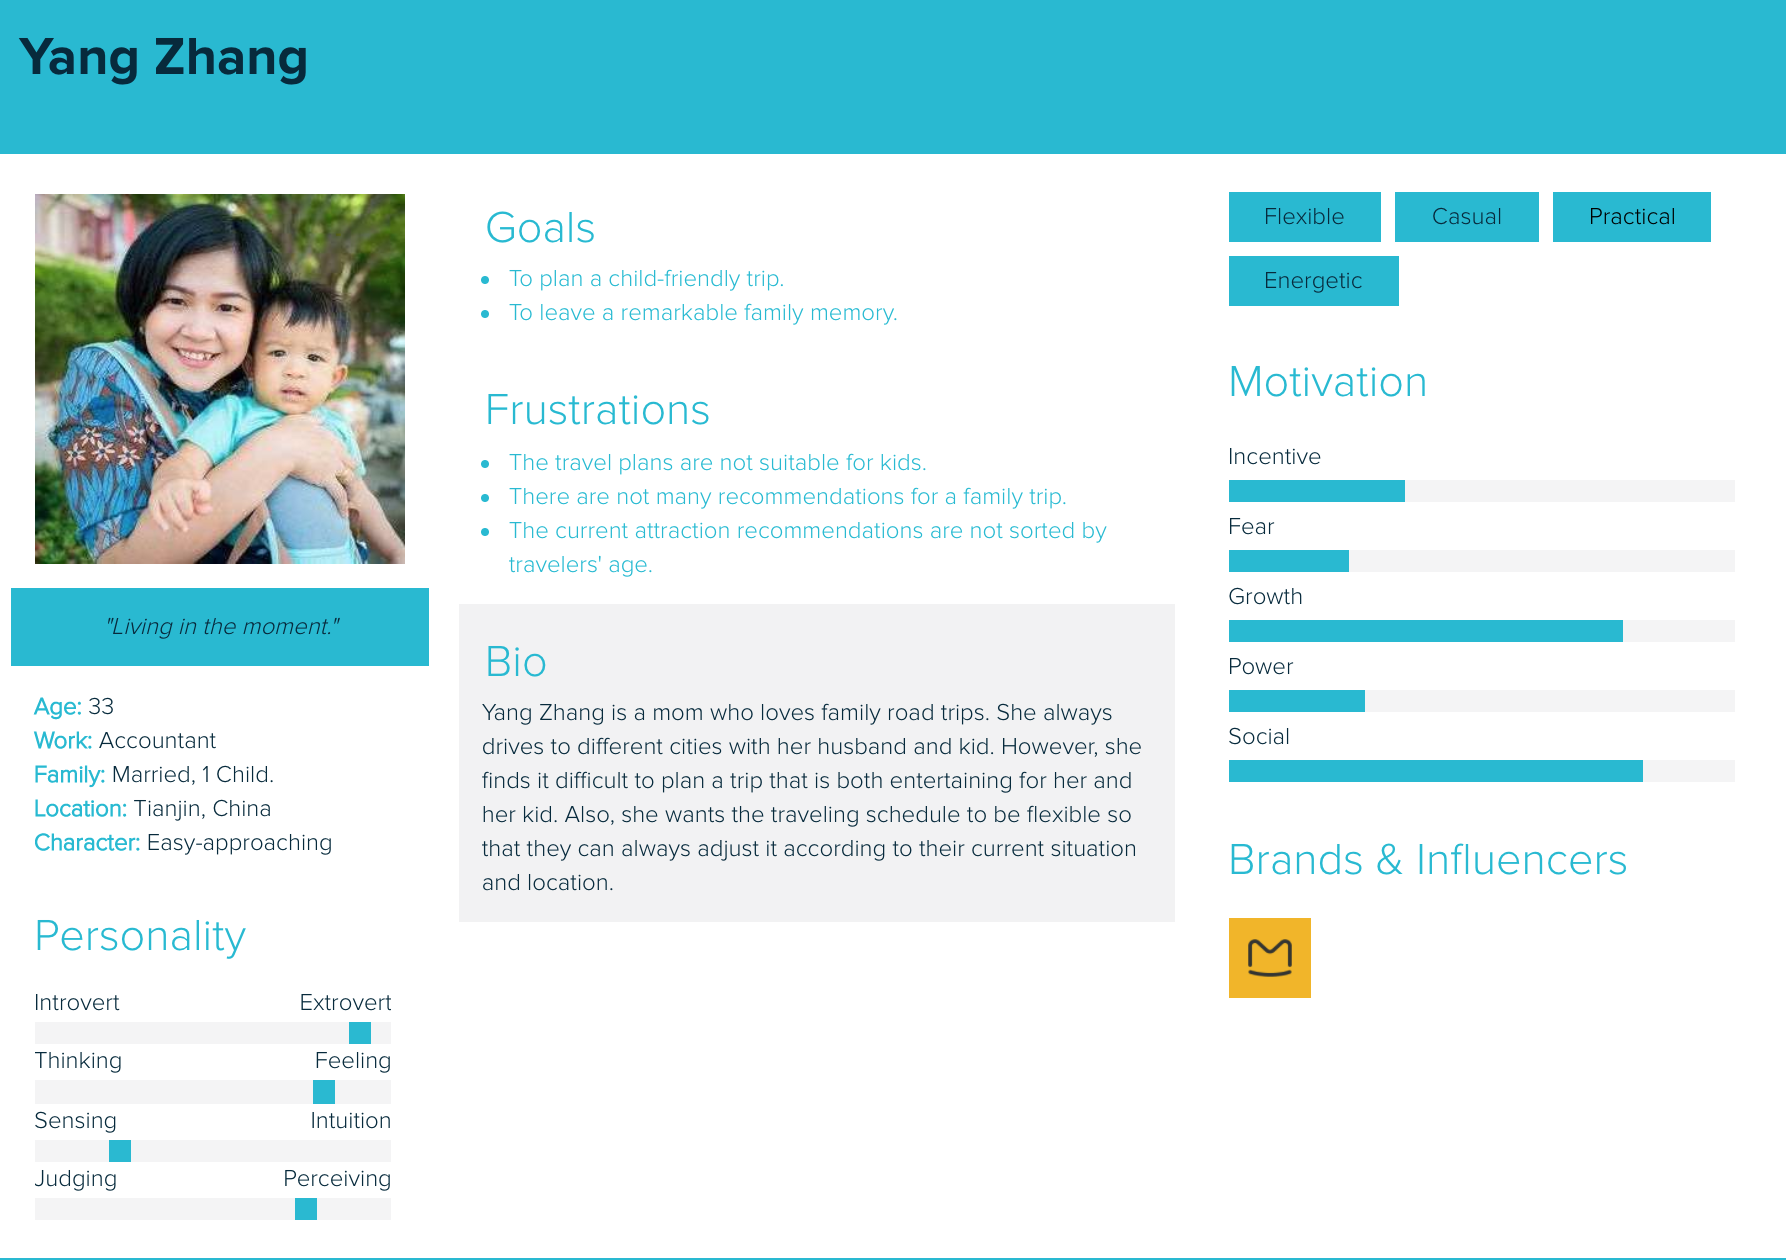 Yang Zhang
"Living in the moment."
Age: 33
Work: Accountant
Family: Married, 1 Child.
Location: Tianjin, China
Character: Easy-approaching
Personality
Introvert Extrovert
Thinking Feeling
Sensing Intuition
Judging Perceiving
Goals
To plan a child-friendly trip.
To leave a remarkable family memory.
Frustrations
The travel plans are not suitable for kids.
There are not many recommendations for a family trip.
The current attraction recommendations are not sorted by
travelers' age.
Bio
Yang Zhang is a mom who loves family road trips. She always
drives to different cities with her husband and kid. However, she
finds it difficult to plan a trip that is both entertaining for her and
her kid. Also, she wants the traveling schedule to be flexible so
that they can always adjust it according to their current situation
and location.
Flexible Casual Practical
Energetic
Motivation
Incentive
Fear
Growth
Power
Social
Brands & Influencers